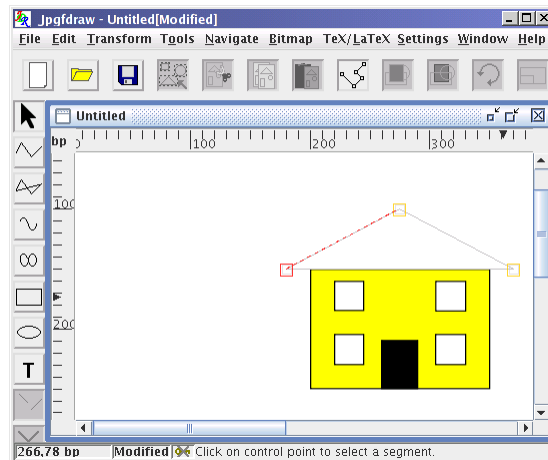 Jpgfdraw - Untitled[Modified]
File Edit Transform Tools Navigate Bitmap TeX/LaTeX Settings Window Help
Untitled
bp
100 200 300
100
200
T
266,78 bp Modified Click on control point to select a segment.